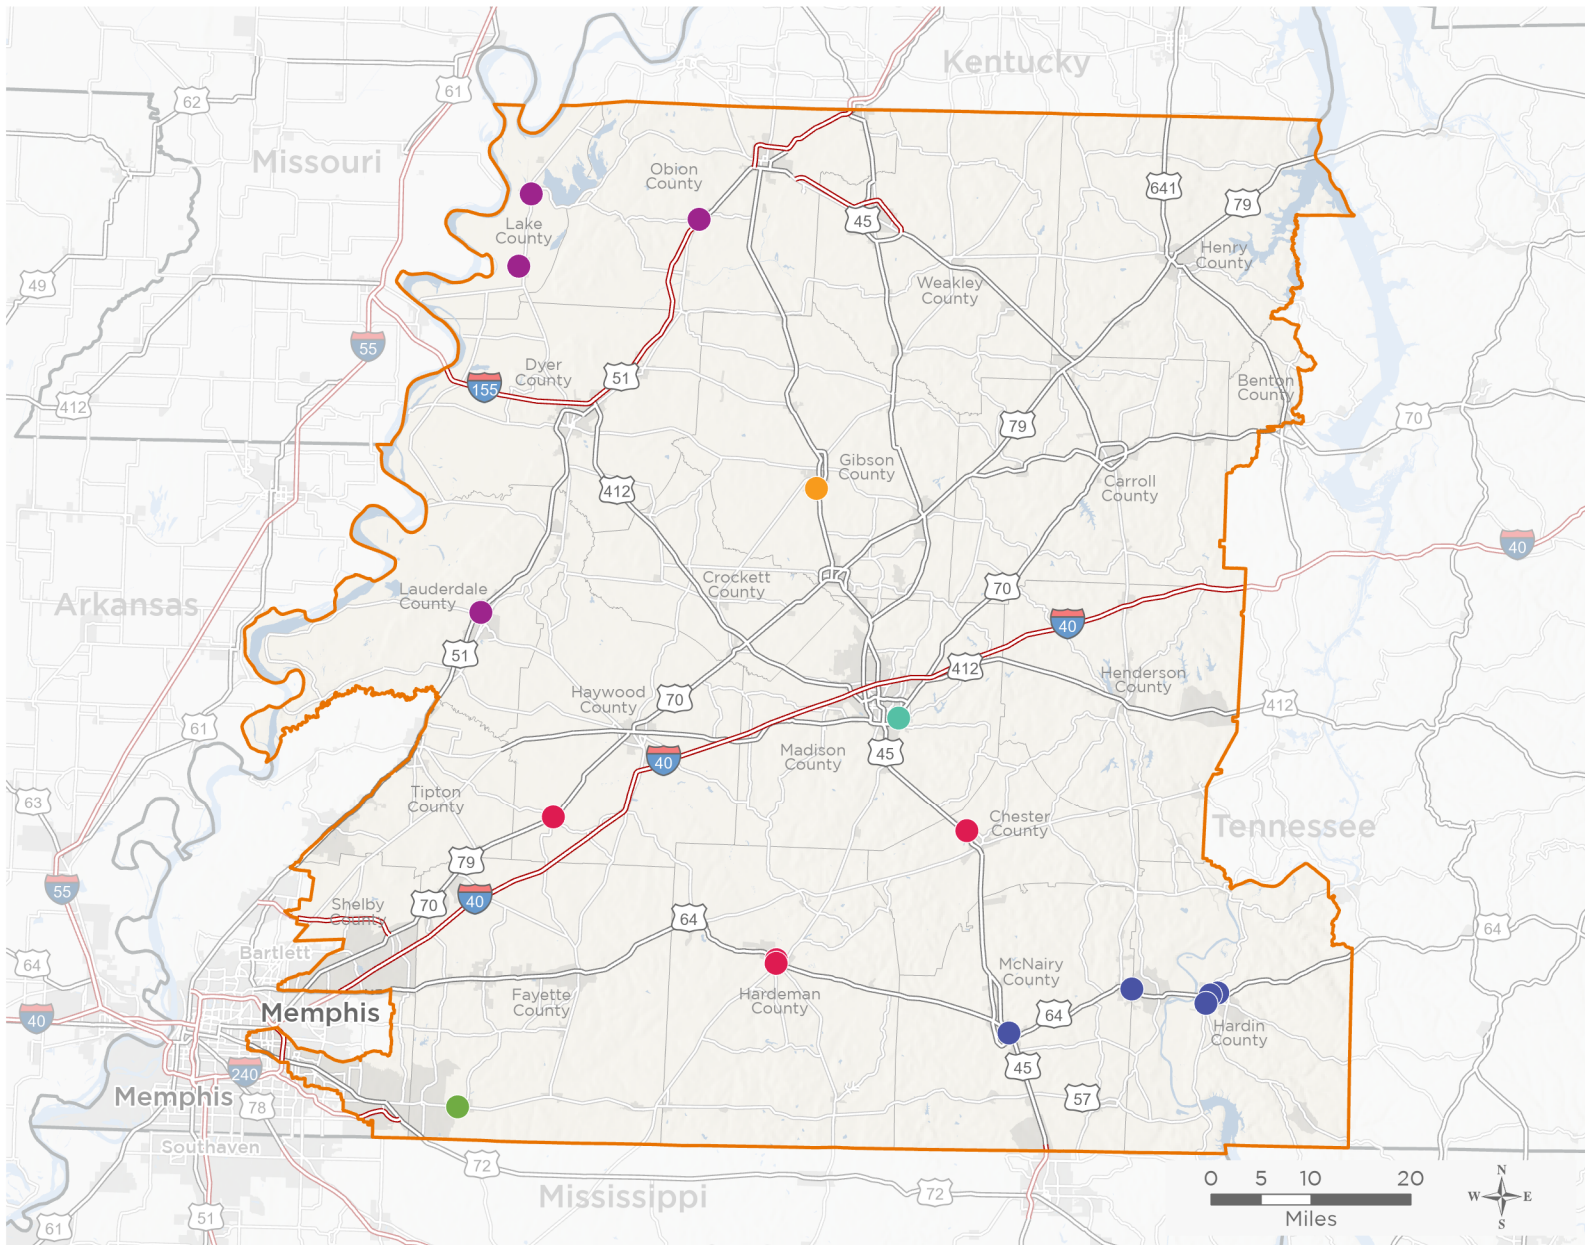 Kentucky
61
62
Missouri
Obion
County
641
79
45
Lake
County
Henry
County
49
Weakley
County
55
Dyer
County
51
155
Benton
County
412
70
79
Gibson
County
Carroll
County
412
40
Crockett
County
70
Lauderdale
County
Arkansas
40
51
412
Henderson
County
Haywood
County
70
412
61
Madison
County
45
40
Tipton
County
63
Chester
County
Tennessee
79
55
40
70
Shelby
County
64
64
Bartlett
64
McNairy
County
Hardeman
County
Fayette
County
Memphis
40
64
Hardin
County
45
240
Memphis
78
57
Southaven
72
72
Mississippi
51
61
0 5 10 20
Miles
N
W E
S